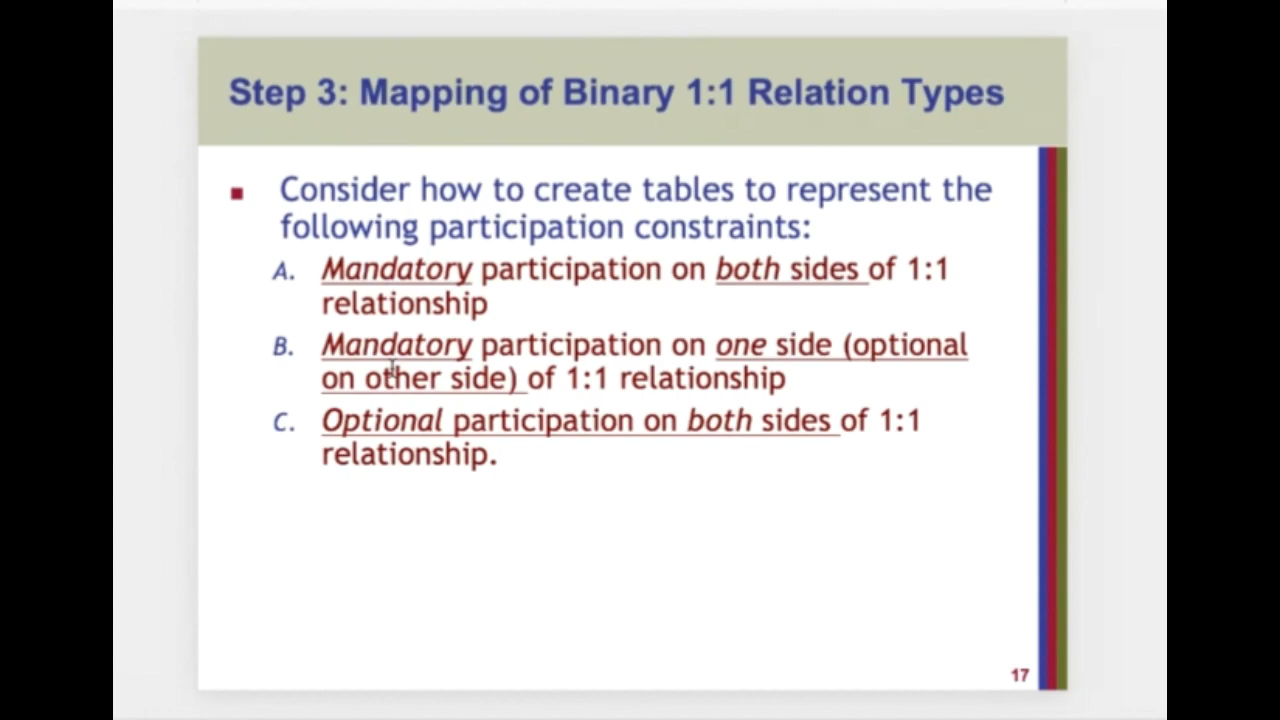 Step 3: Mapping of Binary 1:1 Relation Types
Consider how to create tables to represent the
following participation constraints:
A. Mandatory participation on both sides of 1:1
relationship
B. Mandatory participation on one side (optional
on other side) of 1:1 relationship
C. Optional participation on both sides of 1:1
relationship.
17